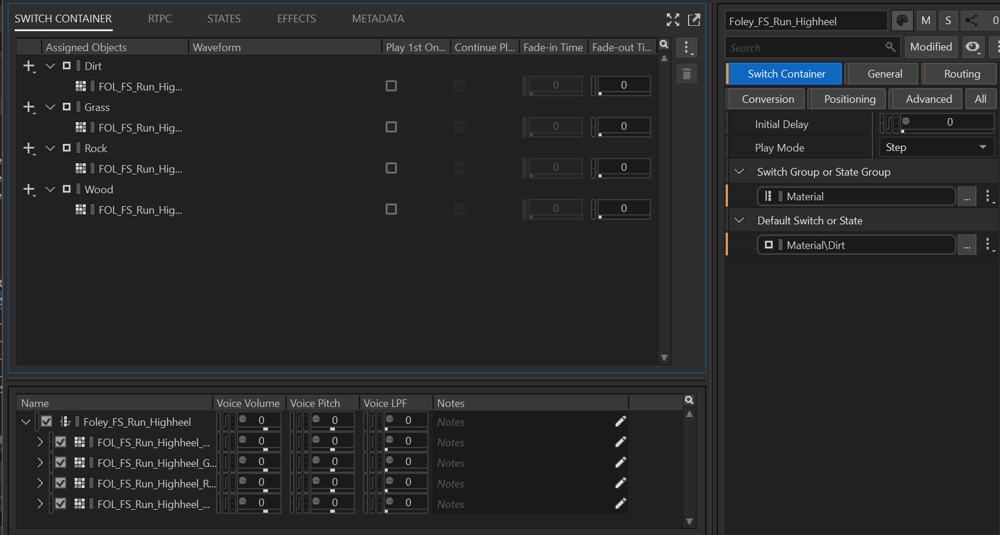 SWITCH CONTAINER RTPC STATES EFFECTS METADATA
Assigned Objects Waveform Play 1st On... Continue Pl... Fade-in Time Fade-out Ti...
Dirt
FOL_FS_Run_Hig... 0 0
Grass
FOL_FS_Run_Hig... 0 0
Rock
FOL_FS_Run_Hig... 0 0
Wood
FOL_FS_Run_Hig... 0 0
Name Voice Volume Voice Pitch Voice LPF Notes
Foley_FS_Run_Highheel 0 0 0 Notes
FOL_FS_Run_Highheel_... 0 0 0 Notes
FOL_FS_Run_Highheel_G... 0 0 0 Notes
FOL_FS_Run_Highheel_R... 0 0 0 Notes
FOL_FS_Run_Highheel_... 0 0 0 Notes
Foley_FS_Run_Highheel M S 0
Search Modified
Switch Container General Routing
Conversion Positioning Advanced All
Initial Delay 0
Play Mode Step
Switch Group or State Group
Material ...
Default Switch or State
Material\Dirt ...